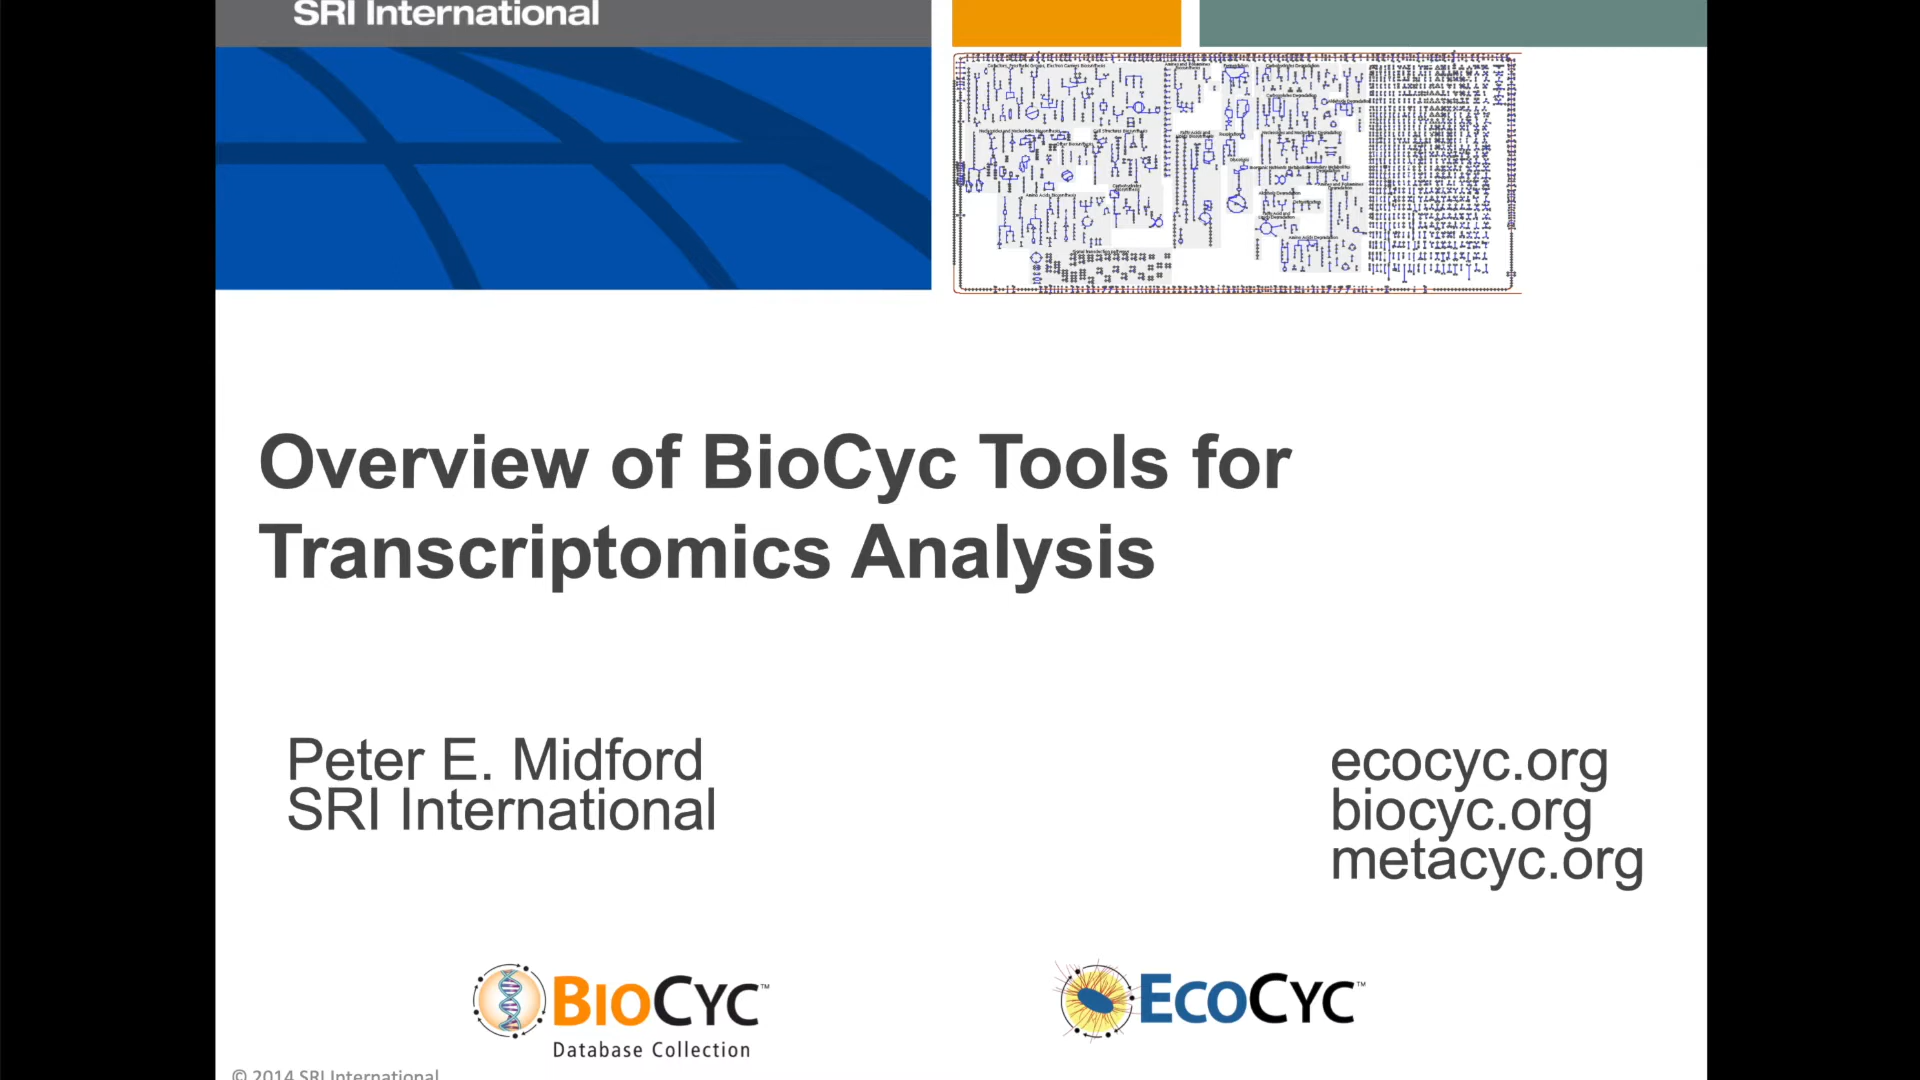 SRI International
Overview of BioCyc Tools for
Transcriptomics Analysis
Peter E. Midford
SRI International
ecocyc.org
biocyc.org
metacyc.org
BIOCYC™
Database Collection
ECOCYC™
© 2014 SRI International